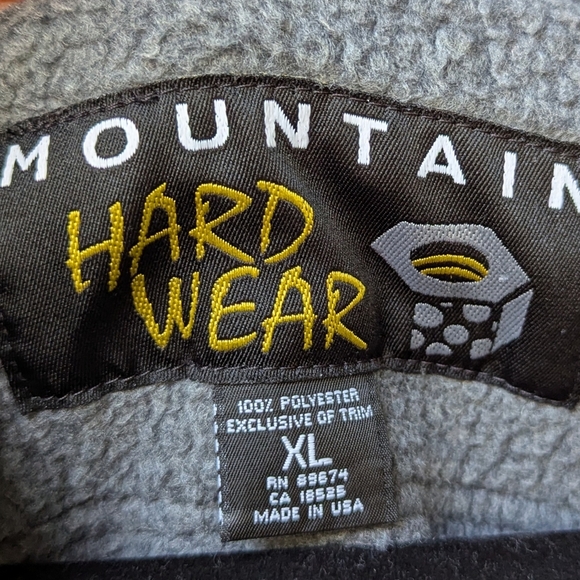 MOUNTAIN
HARD
WEAR
100% POLYESTER
EXCLUSIVE OF TRIM
XL
RN 89674
CA 18525
MADE IN USA